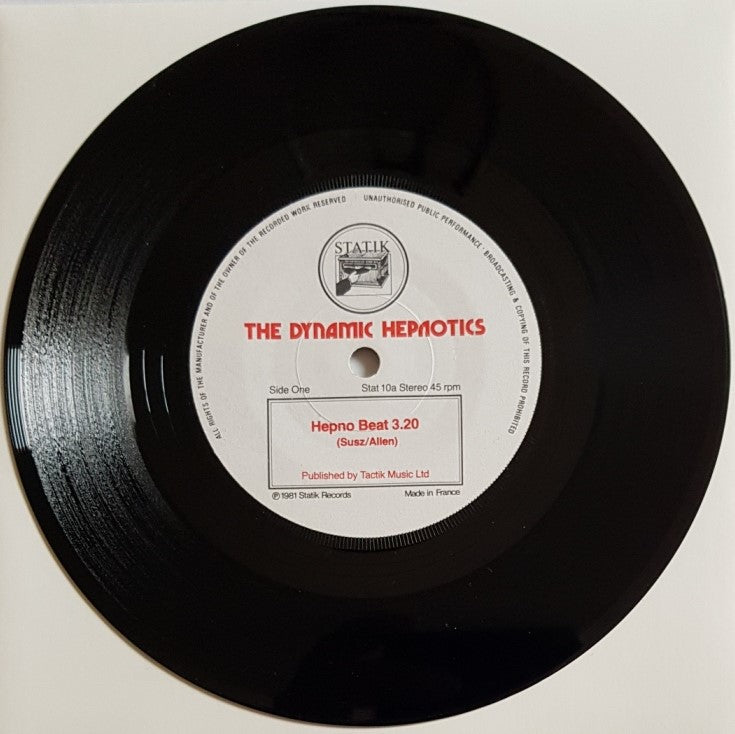 ALL RIGHTS OF THE MANUFACTURER AND OF THE OWNER OF THE RECORDED WORK RESERVED
UNAUTHORISED PUBLIC PERFORMANCE · BROADCASTING & COPYING OF THIS RECORD PROHIBITED
STATIK
THE DYNAMIC HEPNOTICS
Side One
Stat 10a Stereo 45 rpm
Hepno Beat 3.20
(Susz/Allen)
Published by Tactik Music Ltd
℗ 1981 Statik Records
Made in France